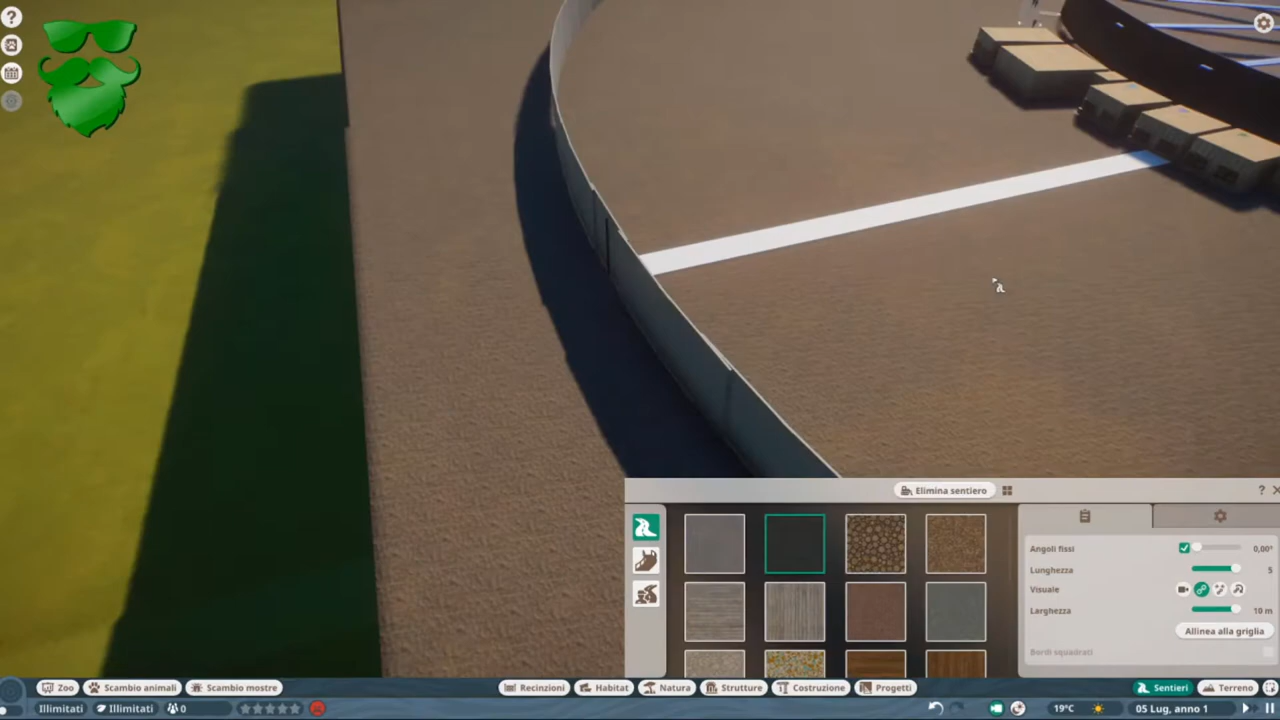 Elimina sentiero
?
Angoli fissi 0,00°
Lunghezza 5
Visuale
Larghezza 10 m
Allinea alla griglia
Bordi squadrati
Zoo
Scambio animali
Scambio mostre
Recinzioni
Habitat
Natura
Strutture
Costruzione
Progetti
Sentieri
Terreno
Illimitati
Illimitati
0
19°C
05 Lug, anno 1